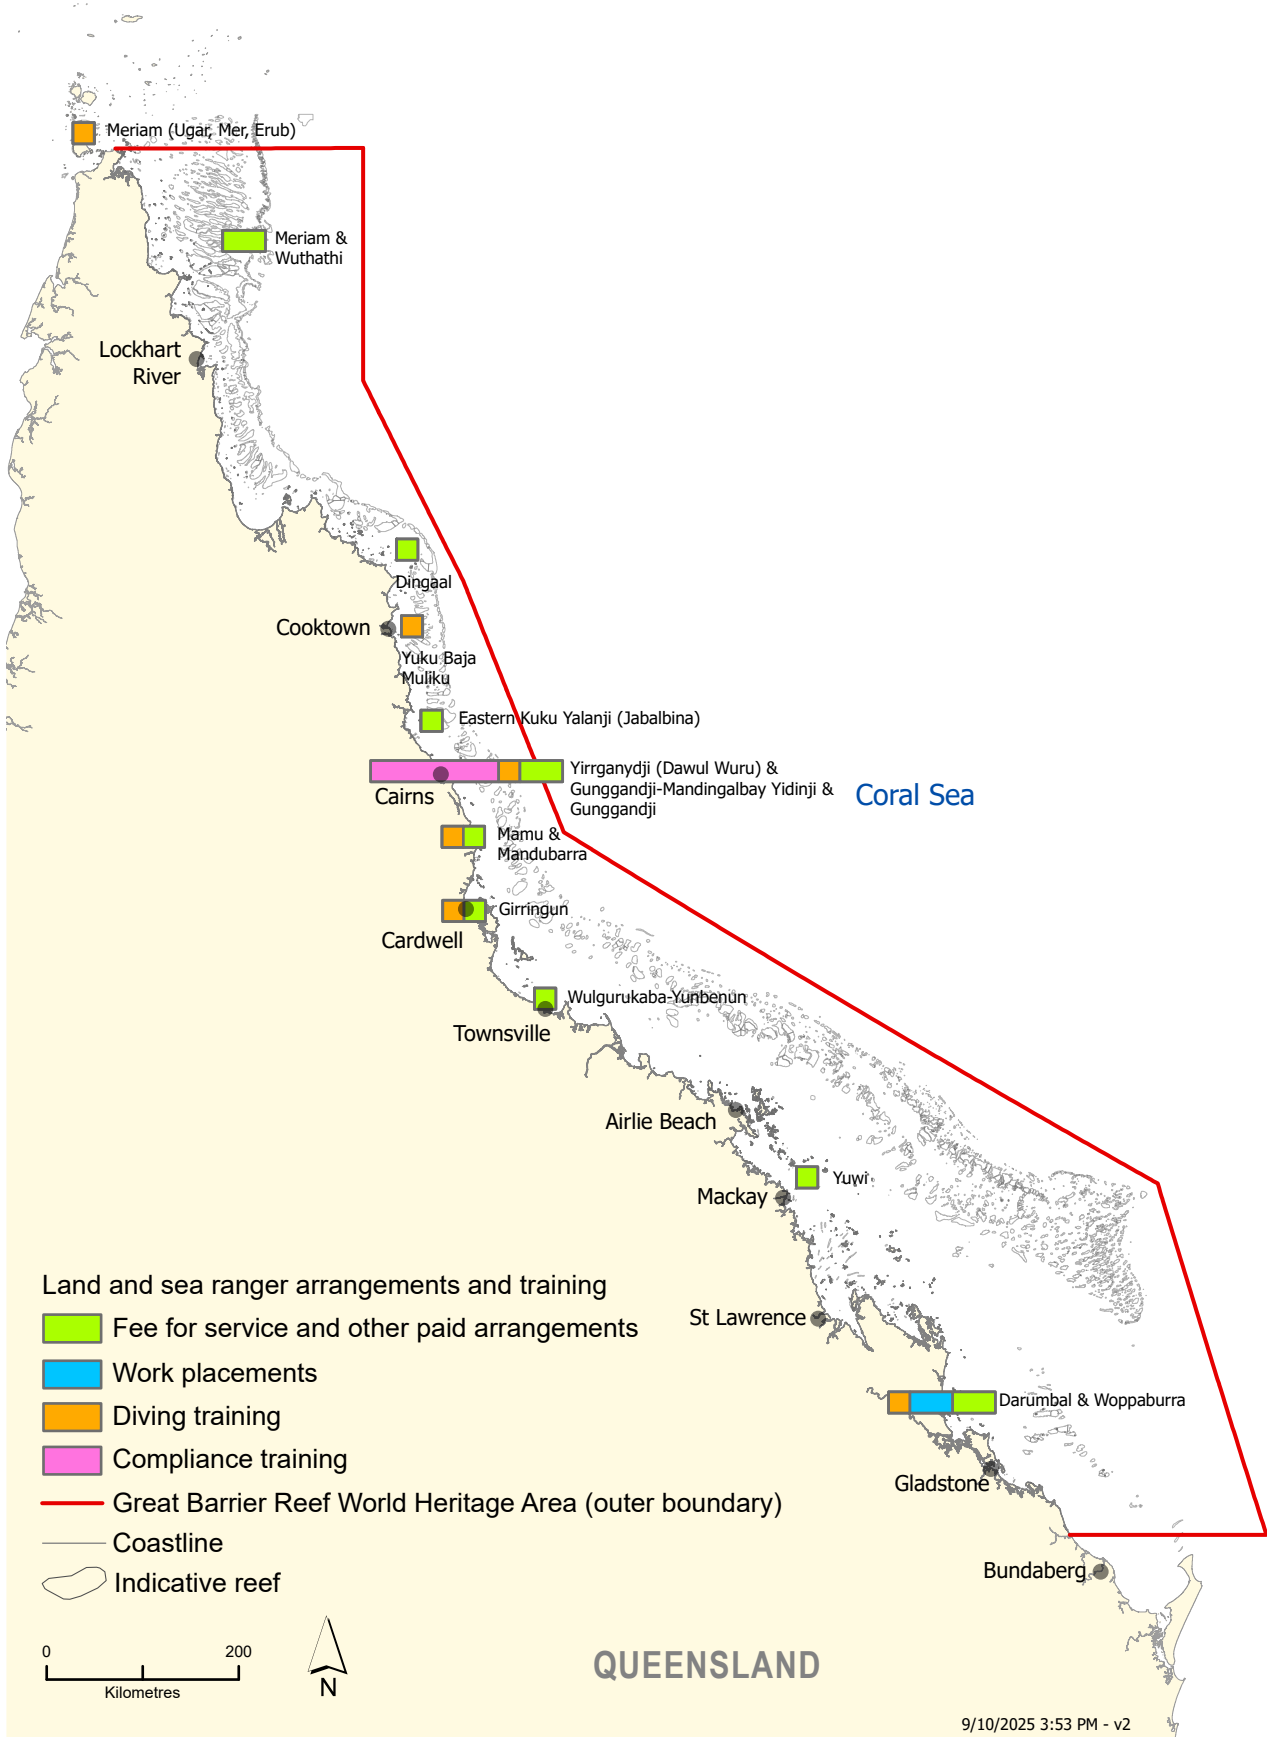 Meriam (Ugar, Mer, Erub)
Meriam &
Wuthathi
Lockhart
River
Dingaal
Cooktown
Yuku Baja
Muliku
Eastern Kuku Yalanji (Jabalbina)
Yirrganydji (Dawul Wuru) &
Gunggandji-Mandingalbay Yidinji &
Gunggandji
Coral Sea
Cairns
Mamu &
Mandubarra
Girringun
Cardwell
Wulgurukaba-Yunbenun
Townsville
Airlie Beach
Yuwi
Mackay
St Lawrence
Darumbal & Woppaburra
Gladstone
Bundaberg
Land and sea ranger arrangements and training
Fee for service and other paid arrangements
Work placements
Diving training
Compliance training
Great Barrier Reef World Heritage Area (outer boundary)
Coastline
Indicative reef
0 200
Kilometres
N
QUEENSLAND
9/10/2025 3:53 PM - v2